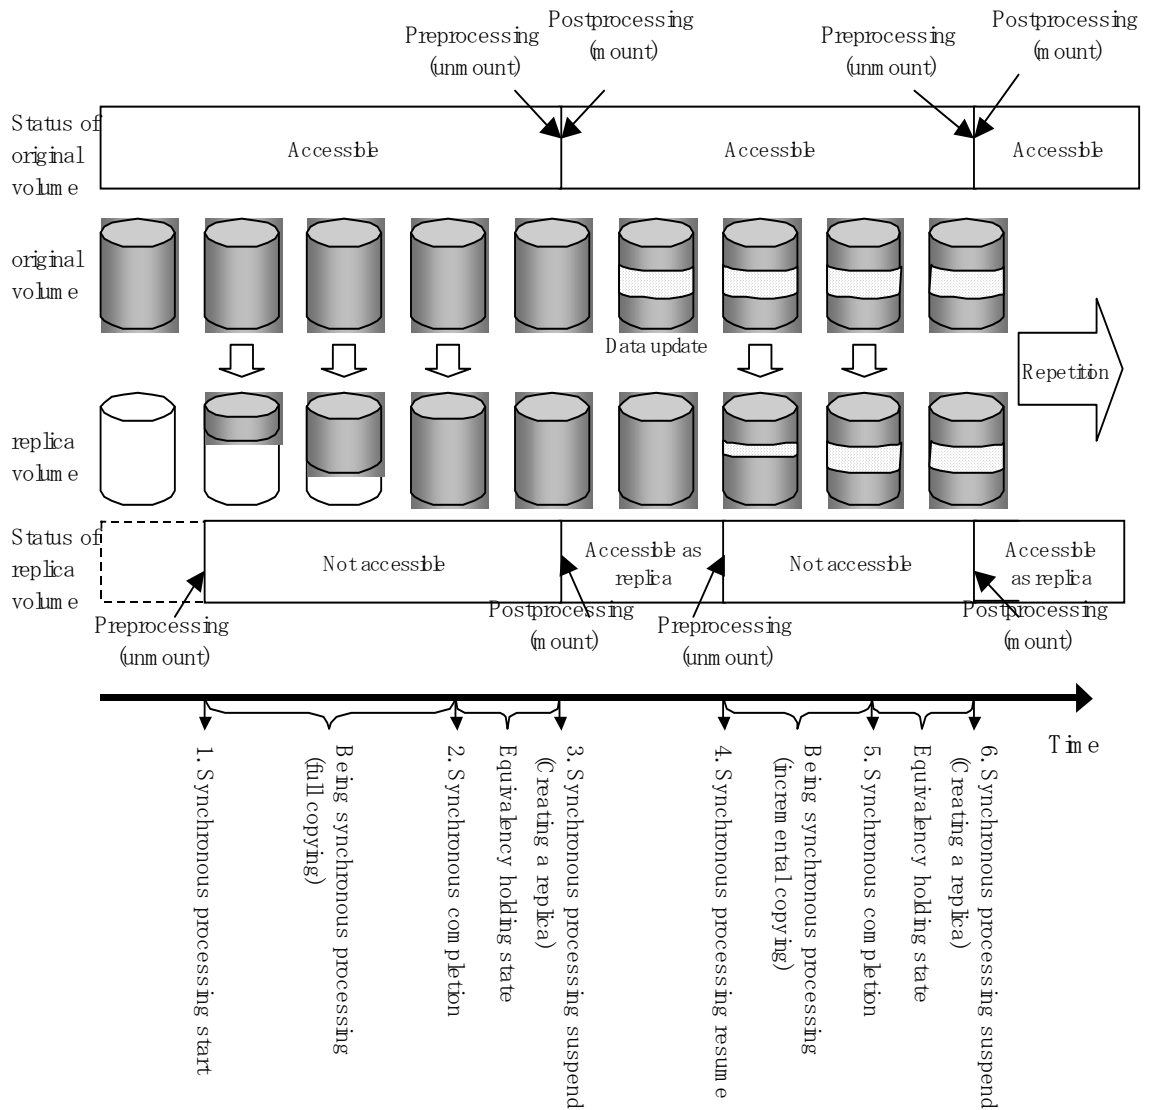 Preprocessing
(unmount)
Postprocessing
(mount)
Preprocessing
(unmount)
Postprocessing
(mount)
Status of
original
volume
Accessible
Accessible
Accessible
original
volume
Data update
Repetition
replica
volume
Status of
replica
volume
Not accessible
Accessible as
replica
Not accessible
Accessible
as replica
Preprocessing
(unmount)
Postprocessing
(mount)
Preprocessing
(unmount)
Postprocessing
(mount)
Time
1. Synchronous processing start
Being synchronous processing
(full copying)
2. Synchronous completion
Equivalency holding state
3. Synchronous processing suspend
(Creating a replica)
4. Synchronous processing resume
Being synchronous processing
(incremental copying)
5. Synchronous completion
Equivalency holding state
6. Synchronous processing suspend
(Creating a replica)